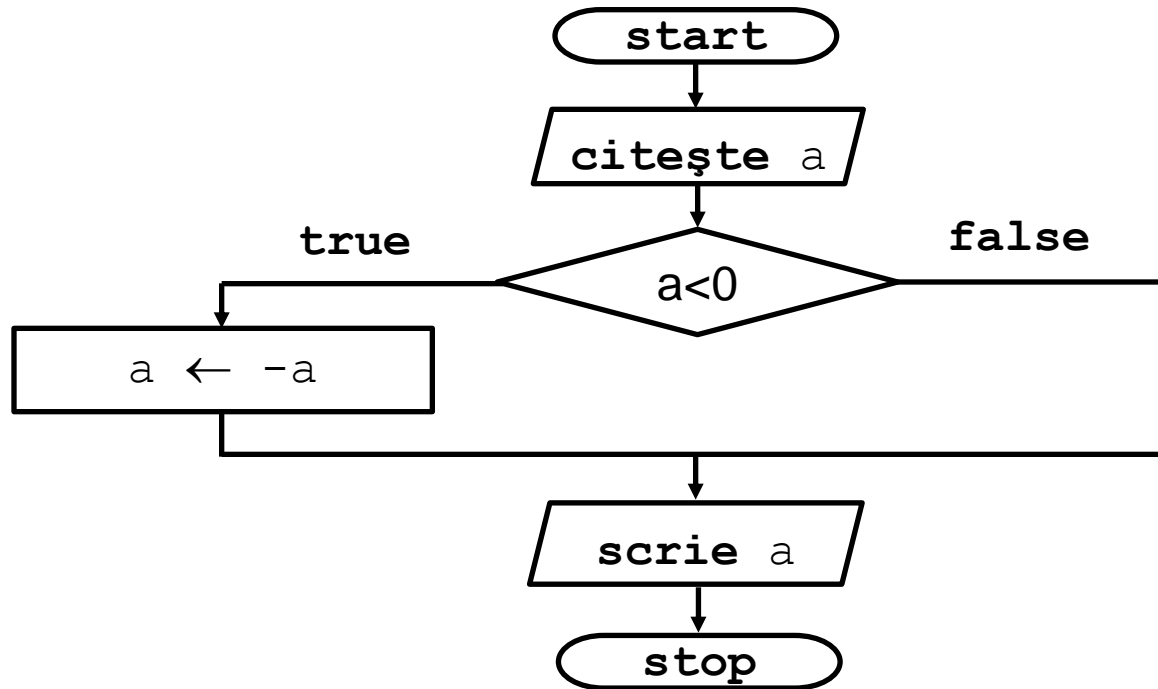 start
citeşte a
true
false
a<0
a ← -a
scrie a
stop